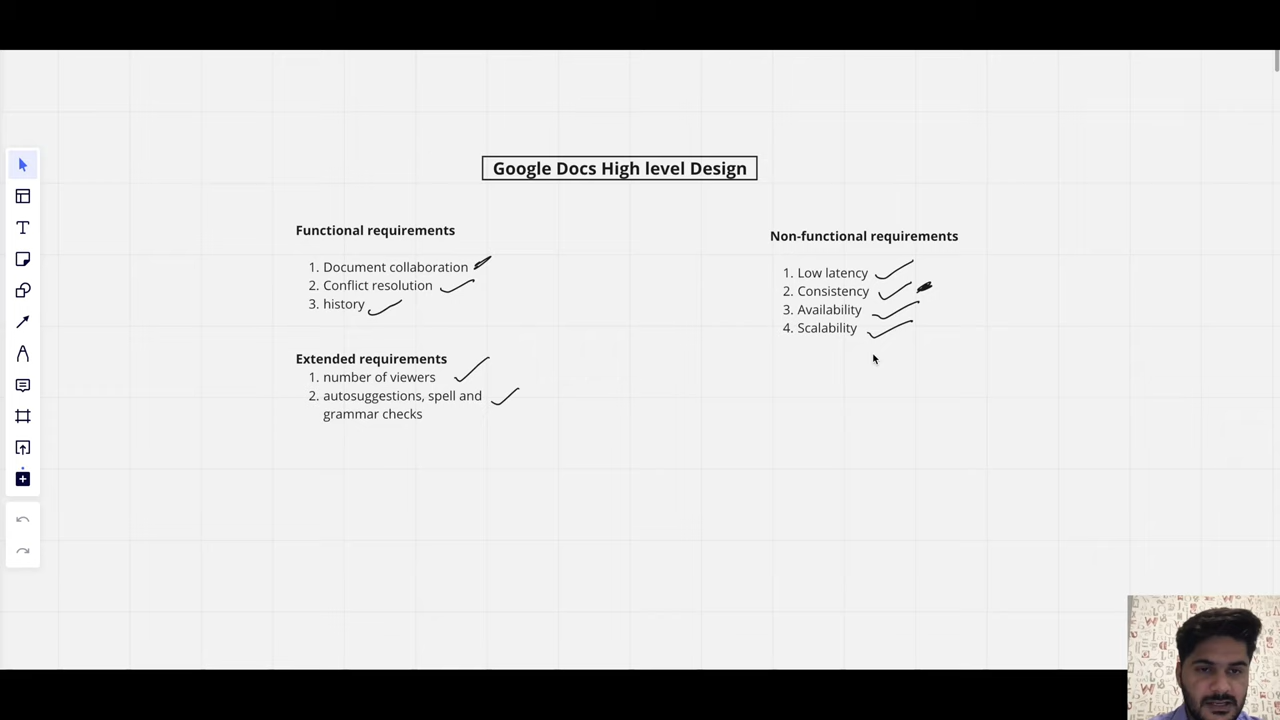 Google Docs High level Design
Functional requirements
1. Document collaboration
2. Conflict resolution
3. history
Extended requirements
1. number of viewers
2. autosuggestions, spell and
grammar checks
Non-functional requirements
1. Low latency
2. Consistency
3. Availability
4. Scalability